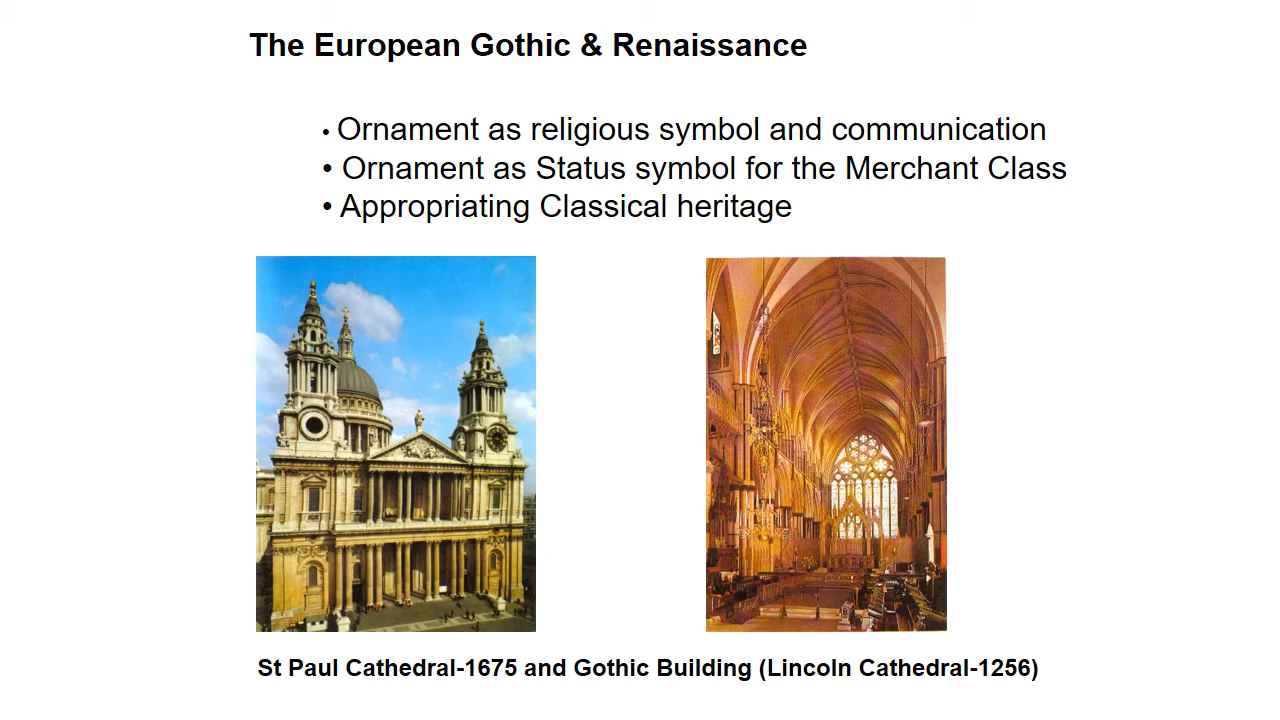 The European Gothic & Renaissance
• Ornament as religious symbol and communication
• Ornament as Status symbol for the Merchant Class
• Appropriating Classical heritage
St Paul Cathedral-1675 and Gothic Building (Lincoln Cathedral-1256)